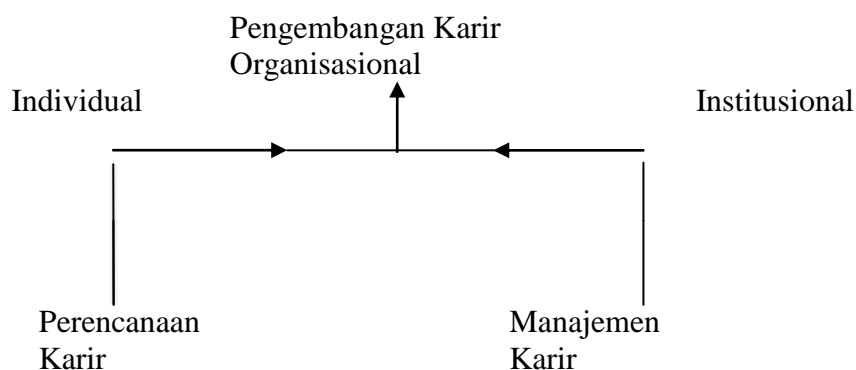 Pengembangan Karir
Organisasional
Individual
Institusional
Perencanaan
Karir
Manajemen
Karir